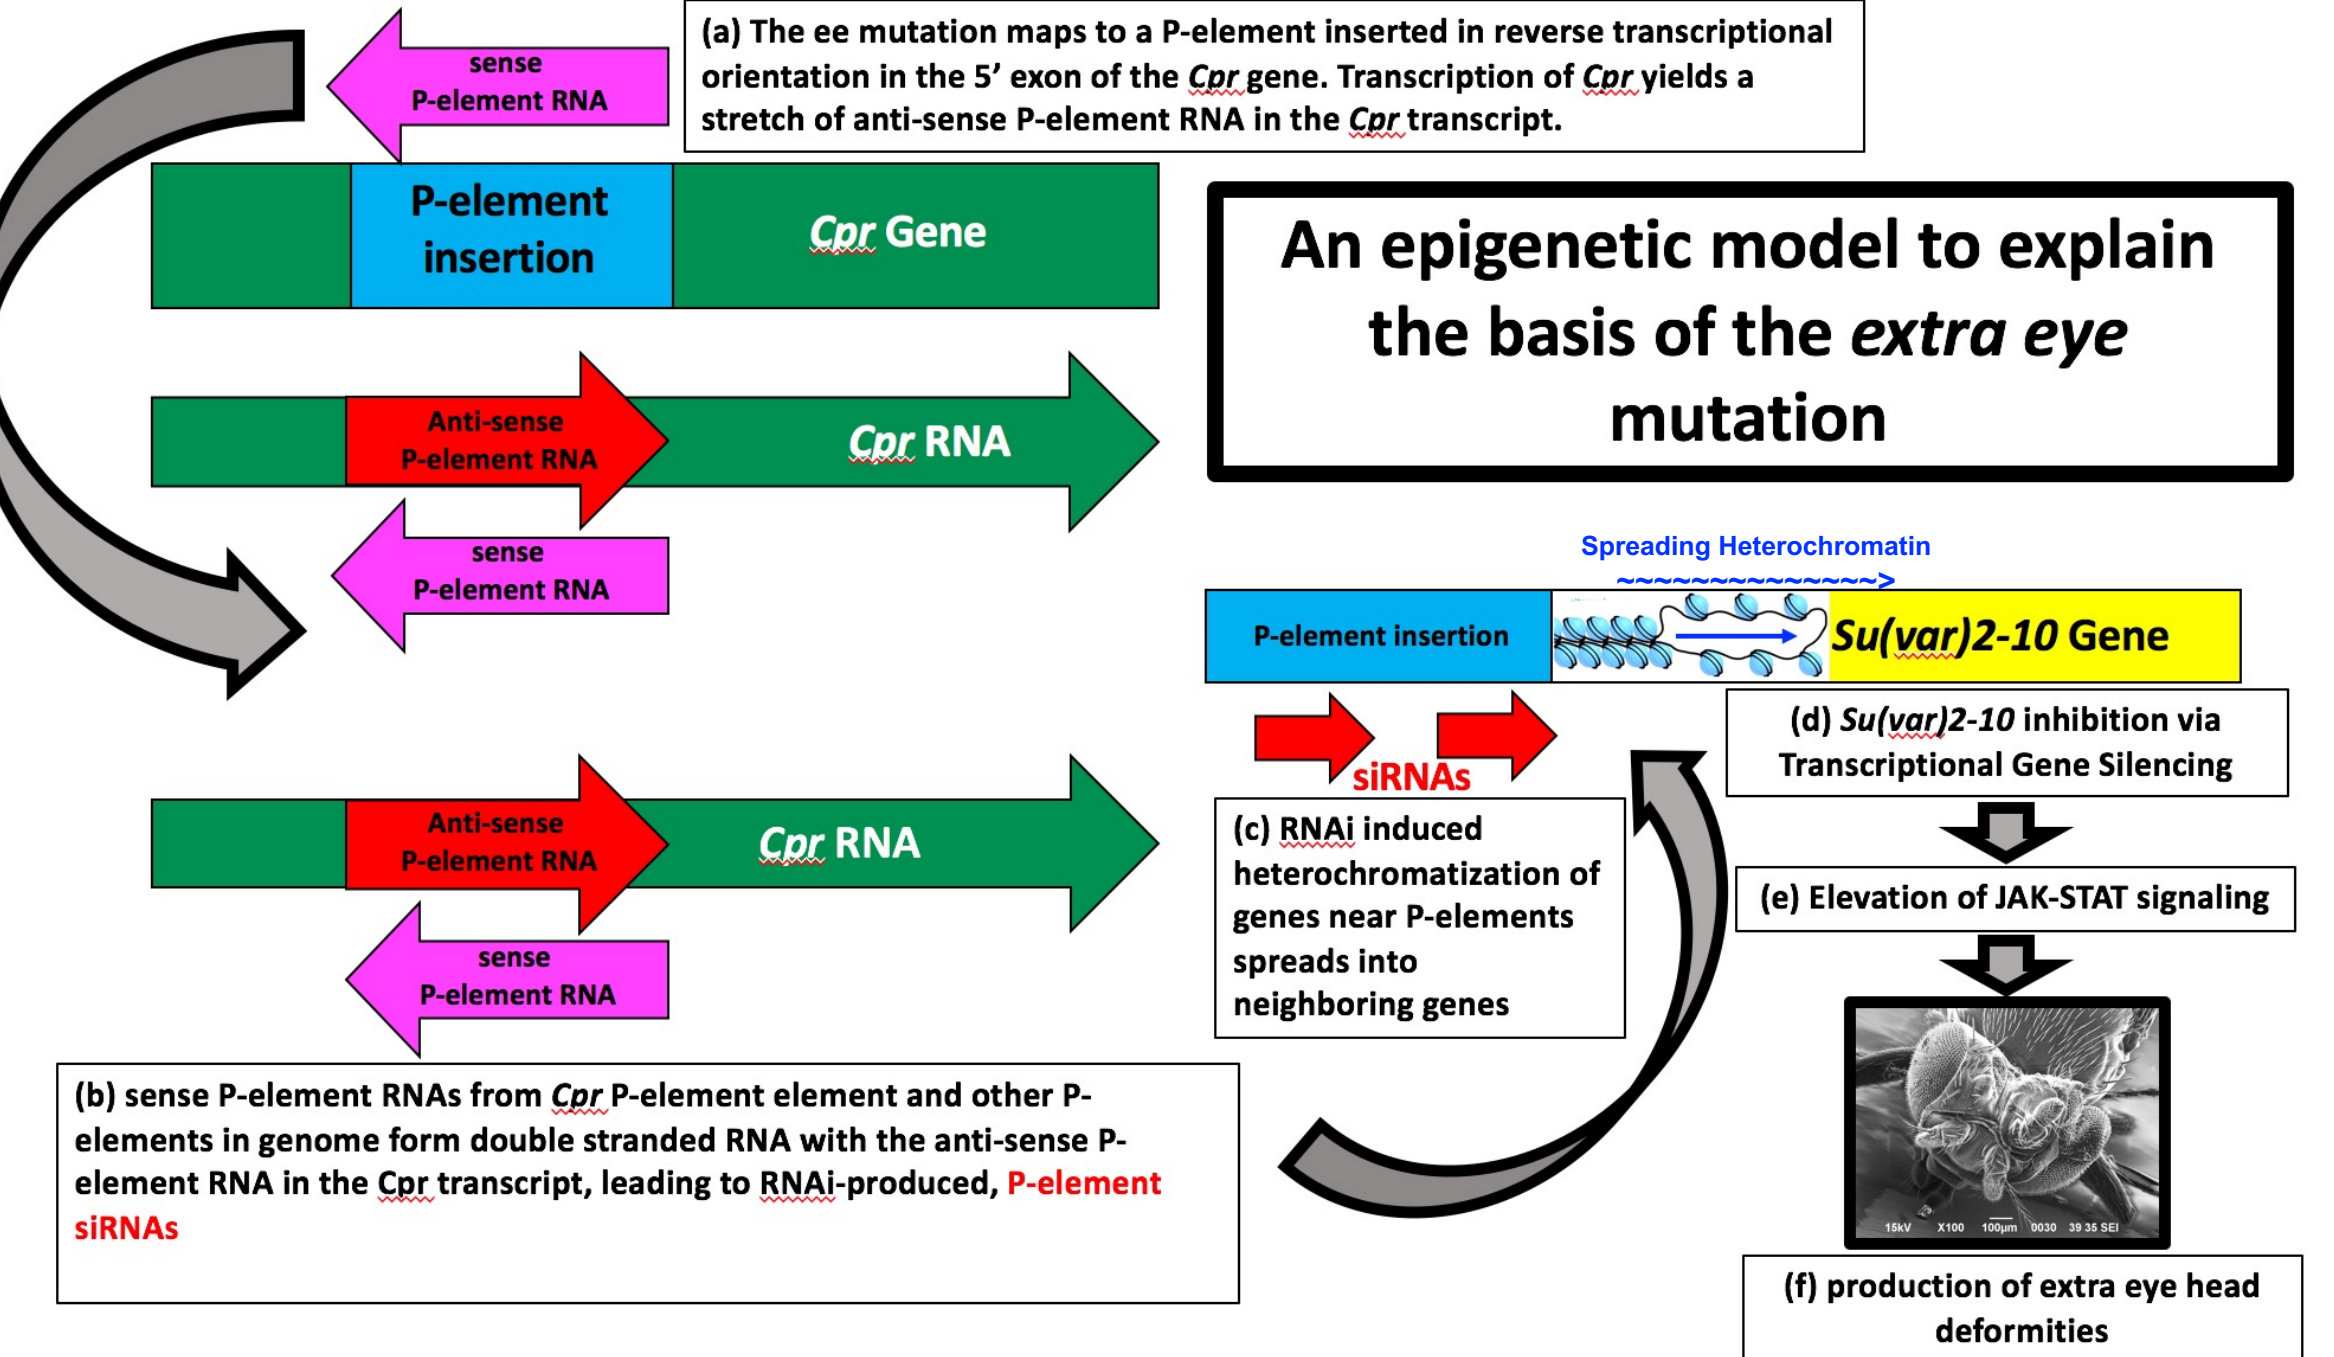 sense
P-element RNA
(a) The ee mutation maps to a P-element inserted in reverse transcriptional
orientation in the 5’ exon of the Cpr gene. Transcription of Cpr yields a
stretch of anti-sense P-element RNA in the Cpr transcript.
P-element
insertion
Cpr Gene
An epigenetic model to explain
the basis of the extra eye
mutation
Anti-sense
P-element RNA
Cpr RNA
sense
P-element RNA
Spreading Heterochromatin
~~~~~~~~~~~~~~>
P-element insertion
Su(var)2-10 Gene
siRNAs
(c) RNAi induced
heterochromatization of
genes near P-elements
spreads into
neighboring genes
(d) Su(var)2-10 inhibition via
Transcriptional Gene Silencing
(e) Elevation of JAK-STAT signaling
Anti-sense
P-element RNA
Cpr RNA
sense
P-element RNA
(b) sense P-element RNAs from Cpr P-element element and other P-
elements in genome form double stranded RNA with the anti-sense P-
element RNA in the Cpr transcript, leading to RNAi-produced, P-element
siRNAs
15kV X100 100µm 0030 39 35 SEI
(f) production of extra eye head
deformities